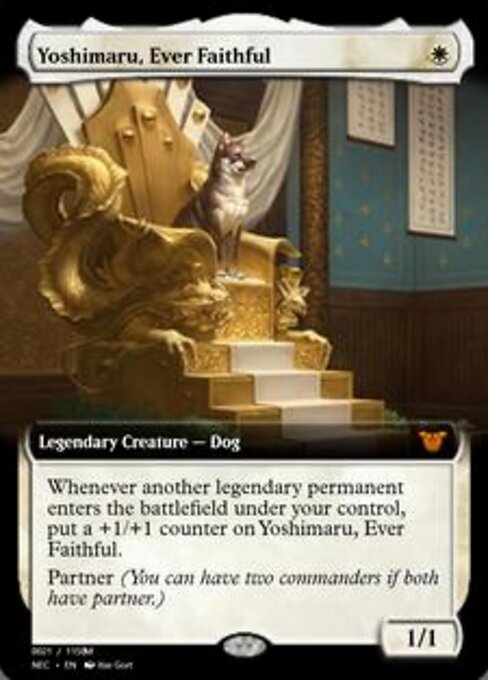 Yoshimaru, Ever Faithful
Legendary Creature — Dog
Whenever another legendary permanent
enters the battlefield under your control,
put a +1/+1 counter on Yoshimaru, Ever
Faithful.
Partner (You can have two commanders if both
have partner.)
1/1
NEC • EN